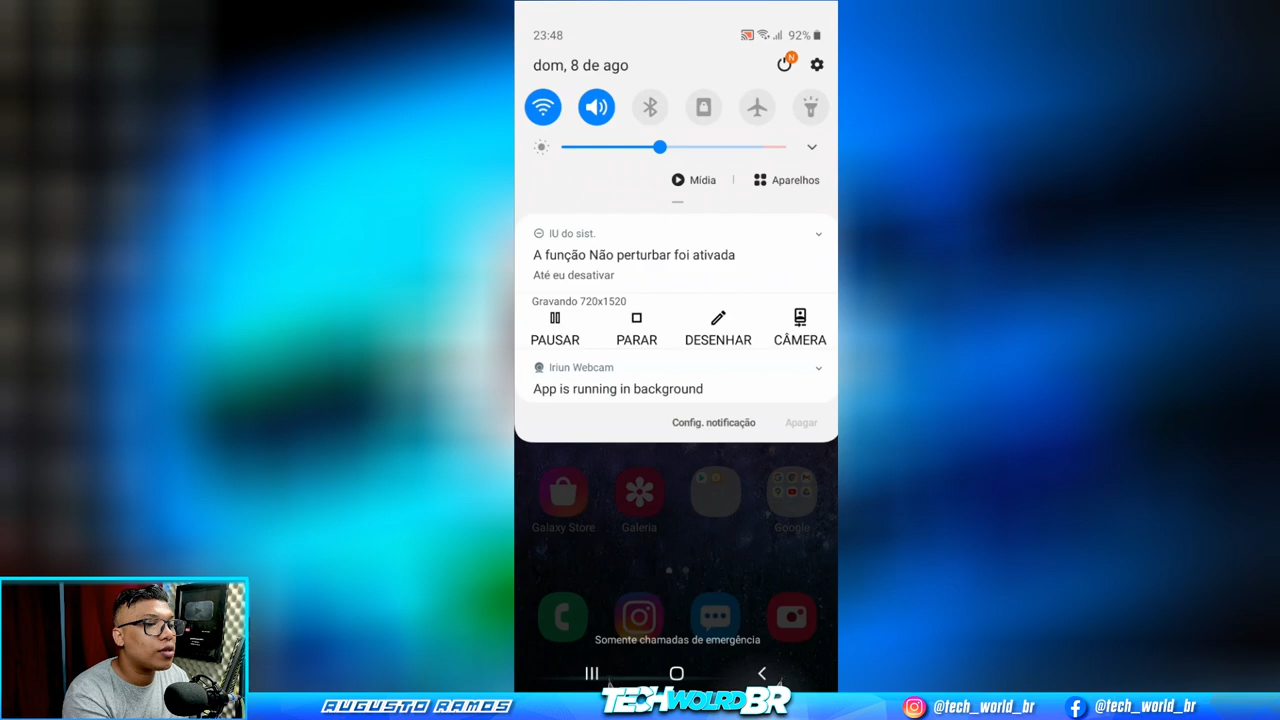 23:48
92%
dom, 8 de ago
N
Mídia
Aparelhos
IU do sist.
A função Não perturbar foi ativada
Até eu desativar
Gravando 720x1520
PAUSAR
PARAR
DESENHAR
CÂMERA
Iriun Webcam
App is running in background
Config. notificação
Apagar
Galaxy Store
Galeria
Google
Somente chamadas de emergência
AUGUSTO RAMOS
TECHWOLRDBR
@tech_world_br
@tech_world_br